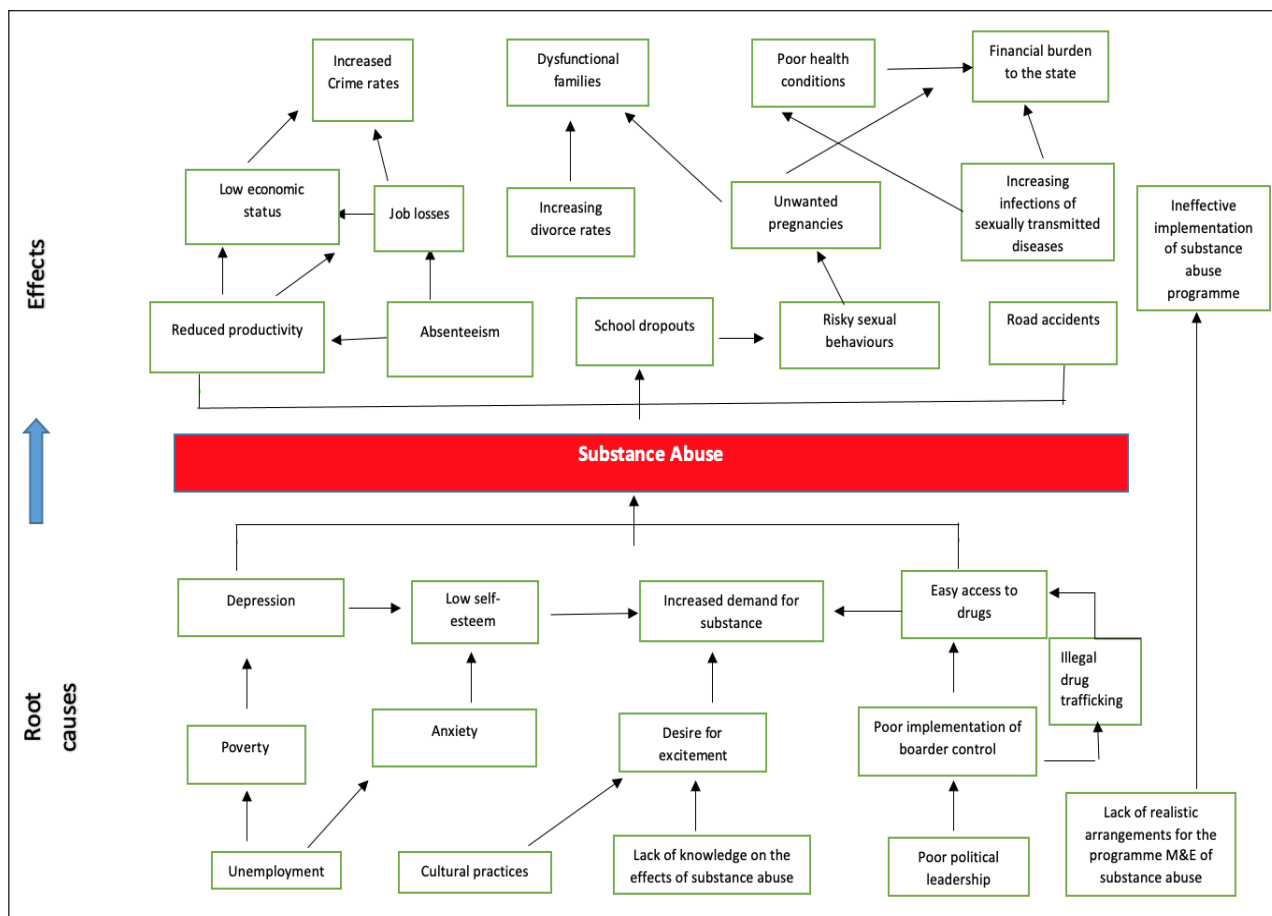 Increased
Crime rates
Dysfunctional
families
Poor health
conditions
Financial burden
to the state
Low economic
status
Job losses
Increasing
divorce rates
Unwanted
pregnancies
Increasing
infections of
sexually transmitted
diseases
Ineffective
implementation
of substance
abuse
programme
Effects
Reduced productivity
Absenteeism
School dropouts
Risky sexual
behaviours
Road accidents
Substance Abuse
Depression
Low self-
esteem
Increased demand for
substance
Easy access to
drugs
Illegal
drug
trafficking
Root
causes
Poverty
Anxiety
Desire for
excitement
Poor implementation of
boarder control
Unemployment
Cultural practices
Lack of knowledge on the
effects of substance abuse
Poor political
leadership
Lack of realistic
arrangements for the
programme M&E of
substance abuse